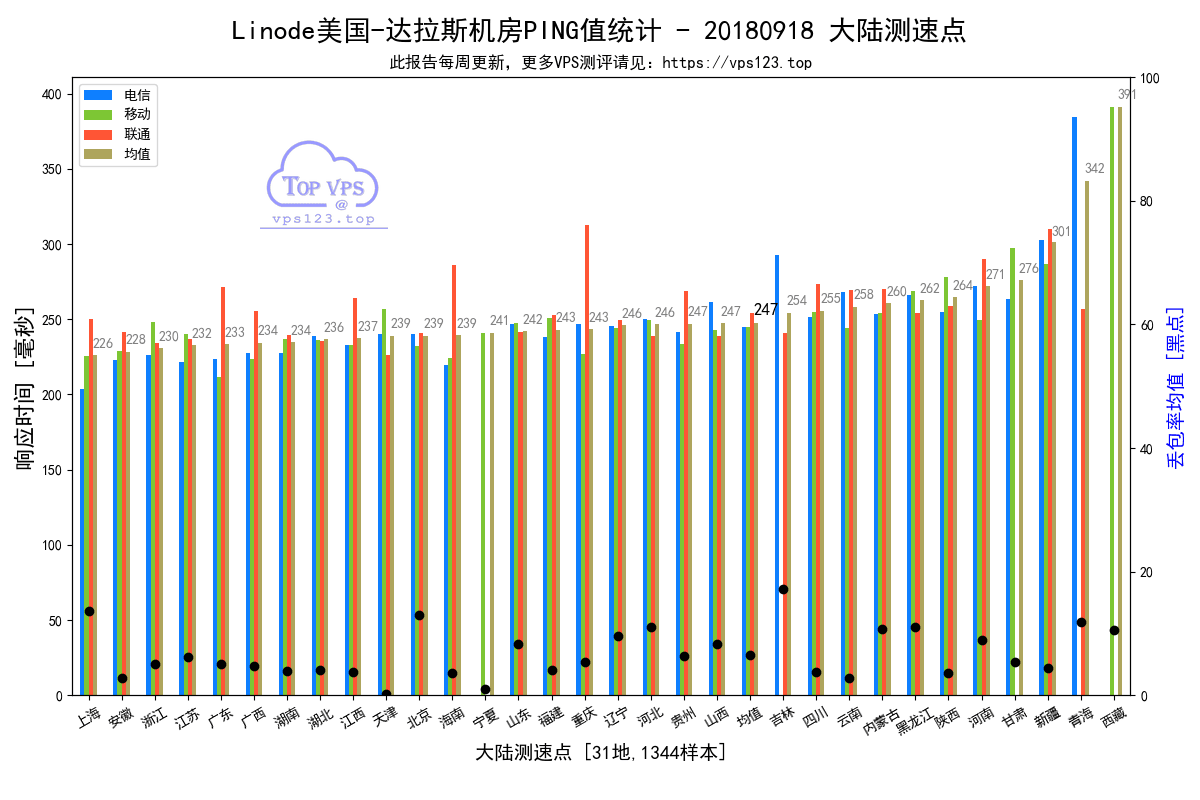 Linode美国-达拉斯机房PING值统计 - 20180918 大陆测速点
此报告每周更新，更多VPS测评请见：https://vps123.top
电信
移动
联通
均值
TOP VPS
@
vps123.top
响应时间 [毫秒]
400
350
300
250
200
150
100
50
0
226 228 230 232 233 234 234 236 237 239 239 239 241 242 243 243 246 246 247 247 247 254 255 258 260 262 264 271 276 301 342 391
100
80
60
40
20
0
丢包率均值 [黑点]
上海 安徽 浙江 江苏 广东 广西 湖南 湖北 江西 天津 北京 海南 宁夏 山东 福建 重庆 辽宁 河北 贵州 山西 均值 吉林 四川 云南 内蒙古 黑龙江 陕西 河南 甘肃 新疆 青海 西藏
大陆测速点 [31地,1344样本]